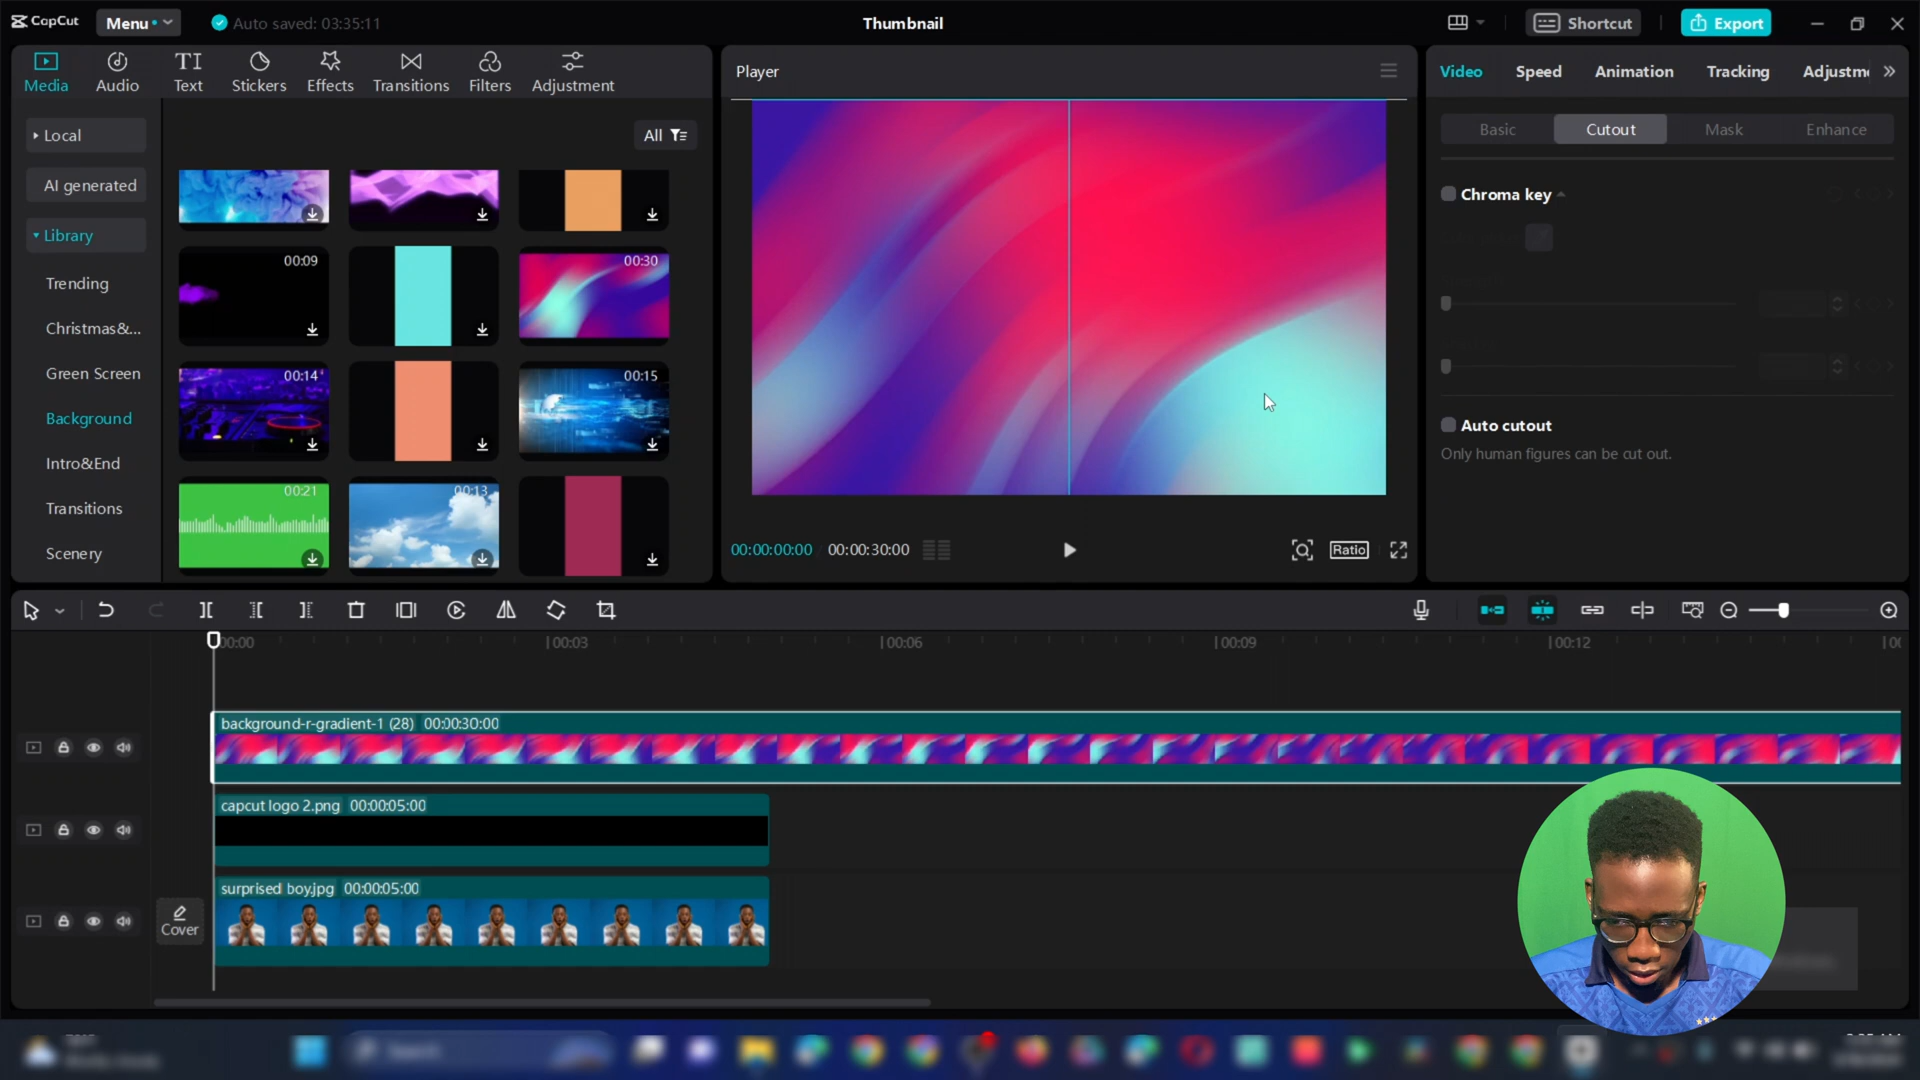 CapCut
Menu
Auto saved: 03:35:11
Thumbnail
Shortcut
Export
Media
Audio
TI
Text
Stickers
Effects
Transitions
Filters
Adjustment
Local
AI generated
Library
Trending
Christmas&...
Green Screen
Background
Intro&End
Transitions
Scenery
All
00:09
00:30
00:14
00:15
00:21
00:13
Player
00:00:00:00
00:00:30:00
Ratio
Video
Speed
Animation
Tracking
Adjustme
Basic
Cutout
Mask
Enhance
Chroma key
Auto cutout
Only human figures can be cut out.
00:00
00:03
00:06
00:09
00:12
background-r-gradient-1 (28) 00:00:30:00
capcut logo 2.png 00:00:05:00
Cover
surprised boy.jpg 00:00:05:00
Search